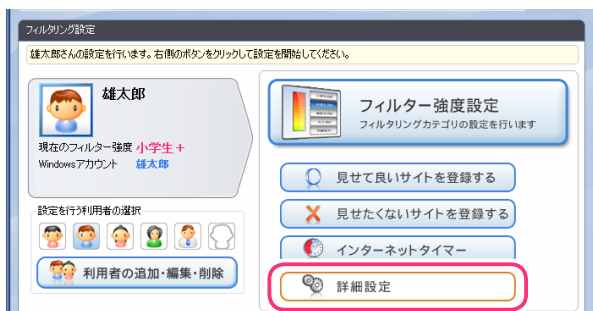 フィルタリング設定
雄太郎さんの設定を行います。右側のボタンをクリックして設定を開始してください。
雄太郎
現在のフィルター強度 小学生+
Windowsアカウント 雄太郎
設定を行う利用者の選択
利用者の追加・編集・削除
フィルター強度設定
フィルタリングカテゴリの設定を行います
見せて良いサイトを登録する
見せたくないサイトを登録する
インターネットタイマー
詳細設定